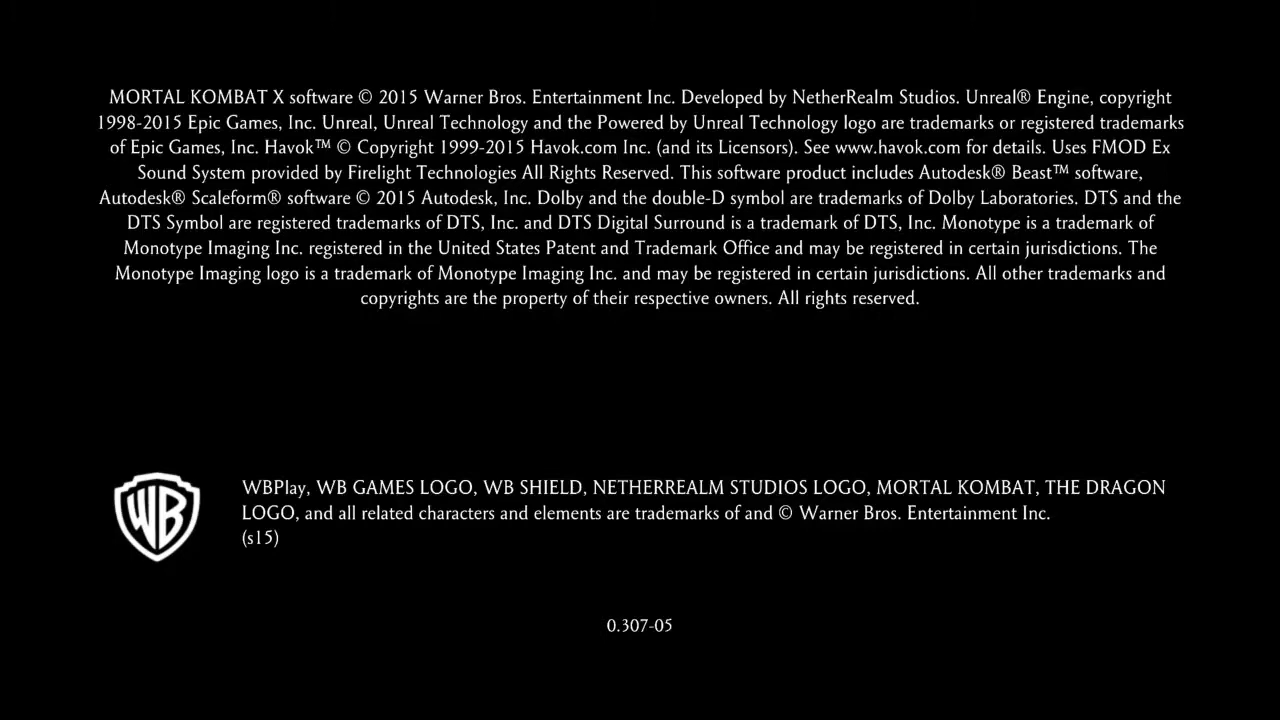 MORTAL KOMBAT X software © 2015 Warner Bros. Entertainment Inc. Developed by NetherRealm Studios. Unreal® Engine, copyright
1998-2015 Epic Games, Inc. Unreal, Unreal Technology and the Powered by Unreal Technology logo are trademarks or registered trademarks
of Epic Games, Inc. Havok™ © Copyright 1999-2015 Havok.com Inc. (and its Licensors). See www.havok.com for details. Uses FMOD Ex
Sound System provided by Firelight Technologies All Rights Reserved. This software product includes Autodesk® Beast™ software,
Autodesk® Scaleform® software © 2015 Autodesk, Inc. Dolby and the double-D symbol are trademarks of Dolby Laboratories. DTS and the
DTS Symbol are registered trademarks of DTS, Inc. and DTS Digital Surround is a trademark of DTS, Inc. Monotype is a trademark of
Monotype Imaging Inc. registered in the United States Patent and Trademark Office and may be registered in certain jurisdictions. The
Monotype Imaging logo is a trademark of Monotype Imaging Inc. and may be registered in certain jurisdictions. All other trademarks and
copyrights are the property of their respective owners. All rights reserved.
WB
WBPlay, WB GAMES LOGO, WB SHIELD, NETHERREALM STUDIOS LOGO, MORTAL KOMBAT, THE DRAGON
LOGO, and all related characters and elements are trademarks of and © Warner Bros. Entertainment Inc.
(s15)
0.307-05